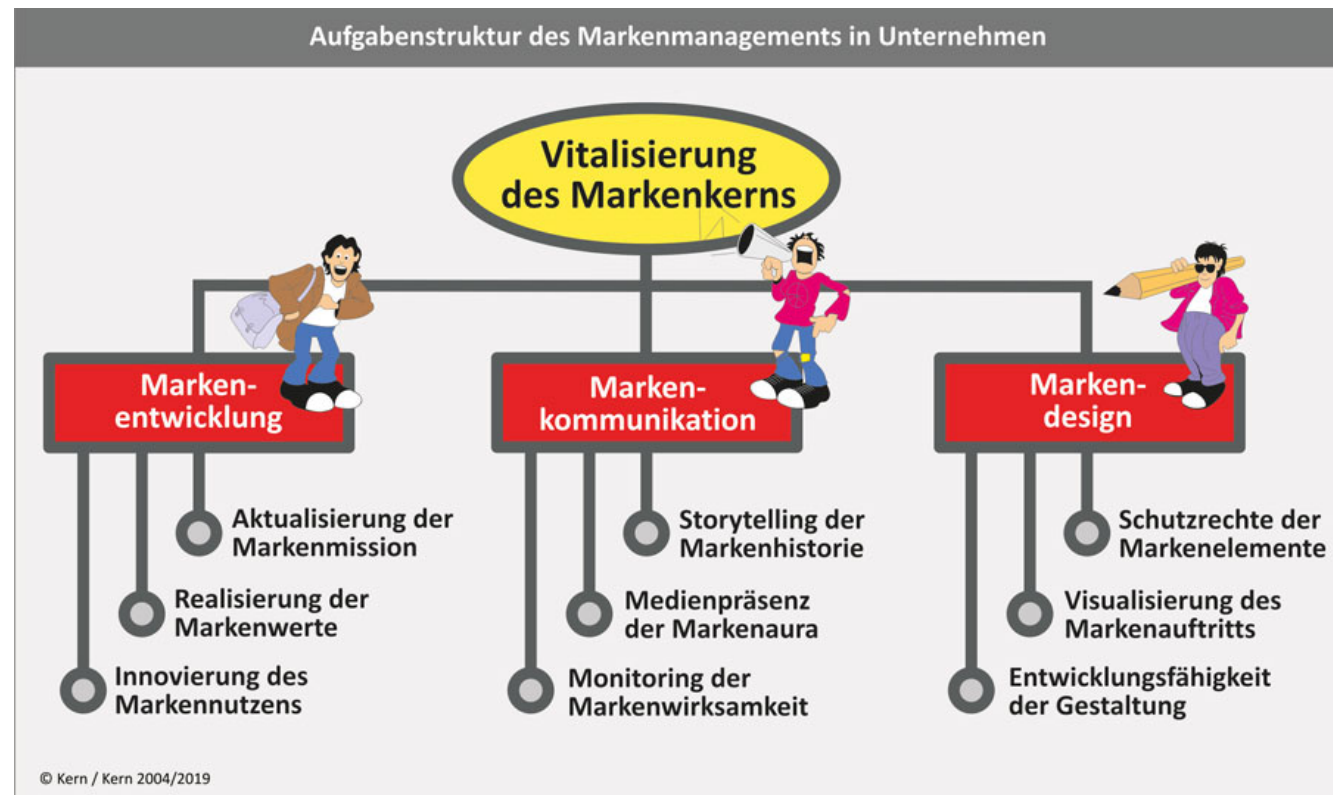 Aufgabenstruktur des Markenmanagements in Unternehmen
Vitalisierung
des Markenkerns
Marken-
entwicklung
Aktualisierung der
Markenmission
Realisierung der
Markenwerte
Innovierung des
Markennutzens
Marken-
kommunikation
Storytelling der
Markenhistorie
Medienpräsenz
der Markenaura
Monitoring der
Markenwirksamkeit
Marken-
design
Schutzrechte der
Markenelemente
Visualisierung des
Markenauftritts
Entwicklungsfähigkeit
der Gestaltung
© Kern / Kern 2004/2019